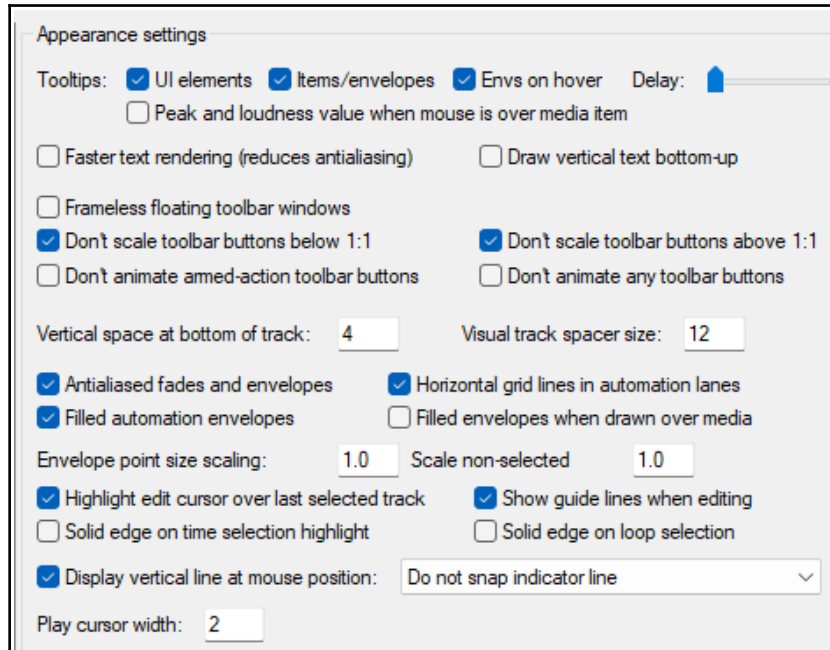 Appearance settings
Tooltips: UI elements Items/envelopes Envs on hover Delay:
Peak and loudness value when mouse is over media item
Faster text rendering (reduces antialiasing) Draw vertical text bottom-up
Frameless floating toolbar windows
Don't scale toolbar buttons below 1:1 Don't scale toolbar buttons above 1:1
Don't animate armed-action toolbar buttons Don't animate any toolbar buttons
Vertical space at bottom of track: 4 Visual track spacer size: 12
Antialiased fades and envelopes Horizontal grid lines in automation lanes
Filled automation envelopes Filled envelopes when drawn over media
Envelope point size scaling: 1.0 Scale non-selected 1.0
Highlight edit cursor over last selected track Show guide lines when editing
Solid edge on time selection highlight Solid edge on loop selection
Display vertical line at mouse position: Do not snap indicator line
Play cursor width: 2